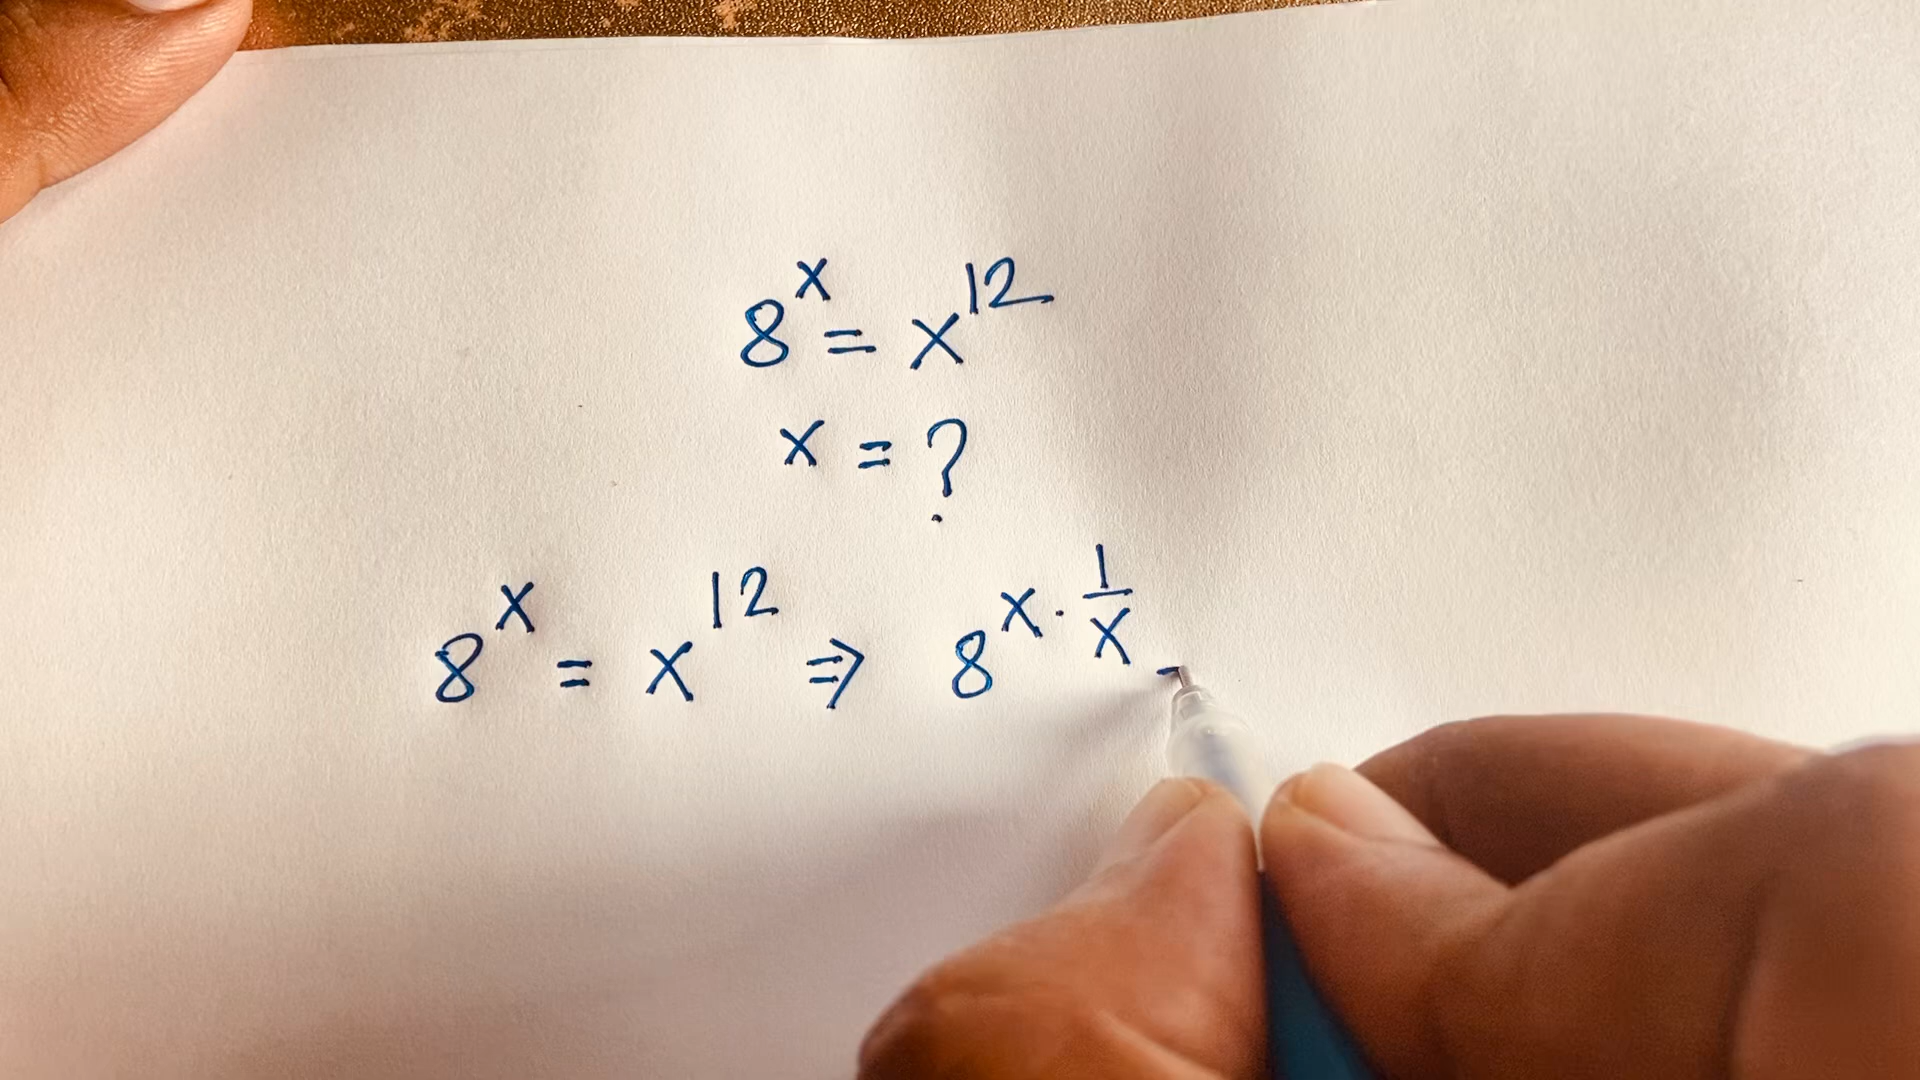 8^x = x^12
x = ?
8^x = x^12 ⇒ 8^(x · 1/x) -